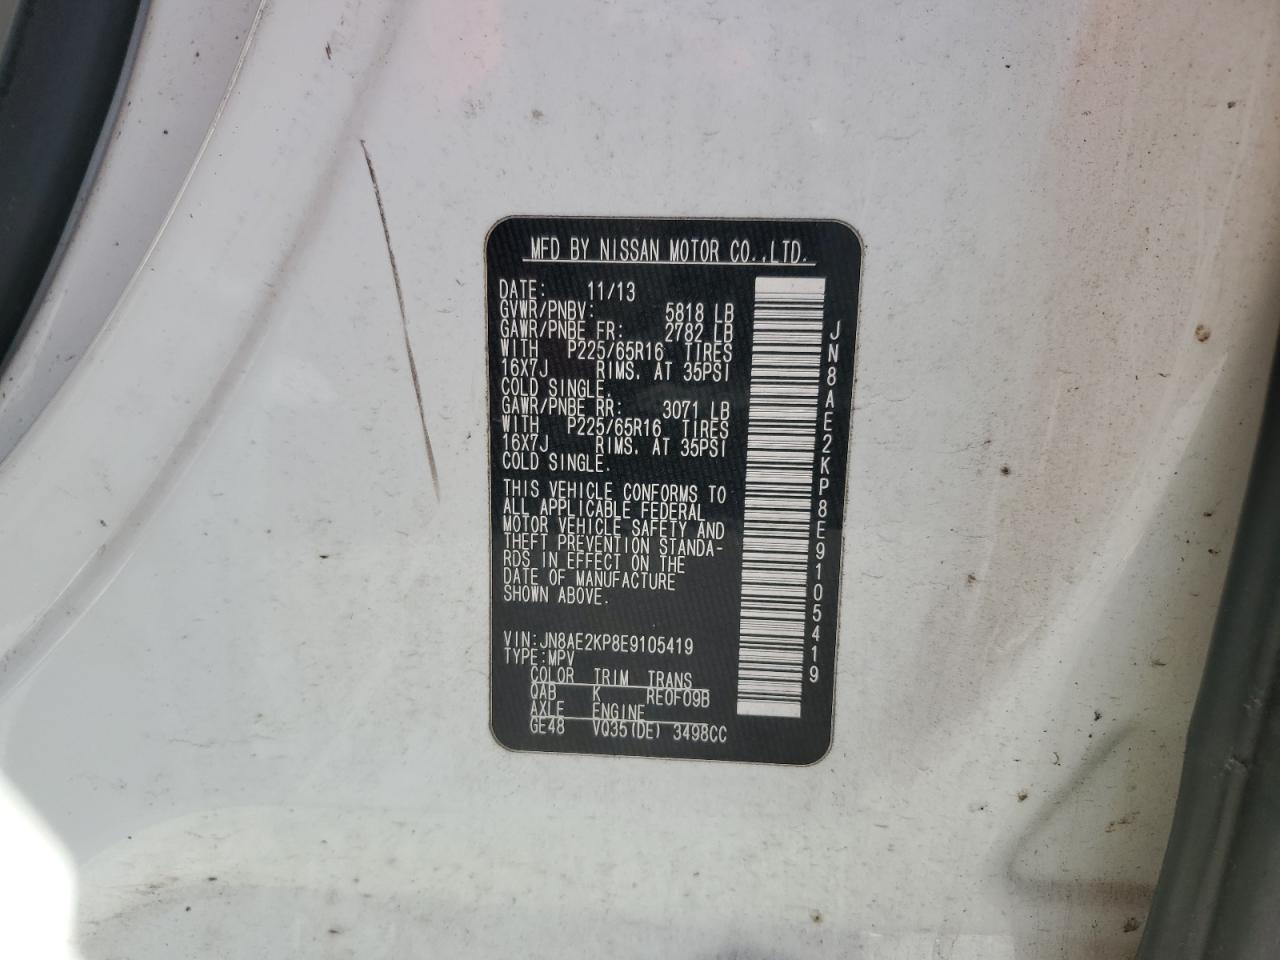 MFD BY NISSAN MOTOR CO.,LTD.
DATE: 11/13
GVWR/PNBV: 5818 LB
GAWR/PNBE FR: 2782 LB
WITH P225/65R16 TIRES
16X7J RIMS. AT 35PSI
COLD SINGLE.
GAWR/PNBE RR: 3071 LB
WITH P225/65R16 TIRES
16X7J RIMS. AT 35PSI
COLD SINGLE.
THIS VEHICLE CONFORMS TO
ALL APPLICABLE FEDERAL
MOTOR VEHICLE SAFETY AND
THEFT PREVENTION STANDA-
RDS IN EFFECT ON THE
DATE OF MANUFACTURE
SHOWN ABOVE.
VIN:JN8AE2KP8E9105419
TYPE:MPV
COLOR TRIM TRANS
QAB K RE0F09B
AXLE ENGINE
GE48 VQ35(DE) 3498CC
JN8AE2KP8E9105419